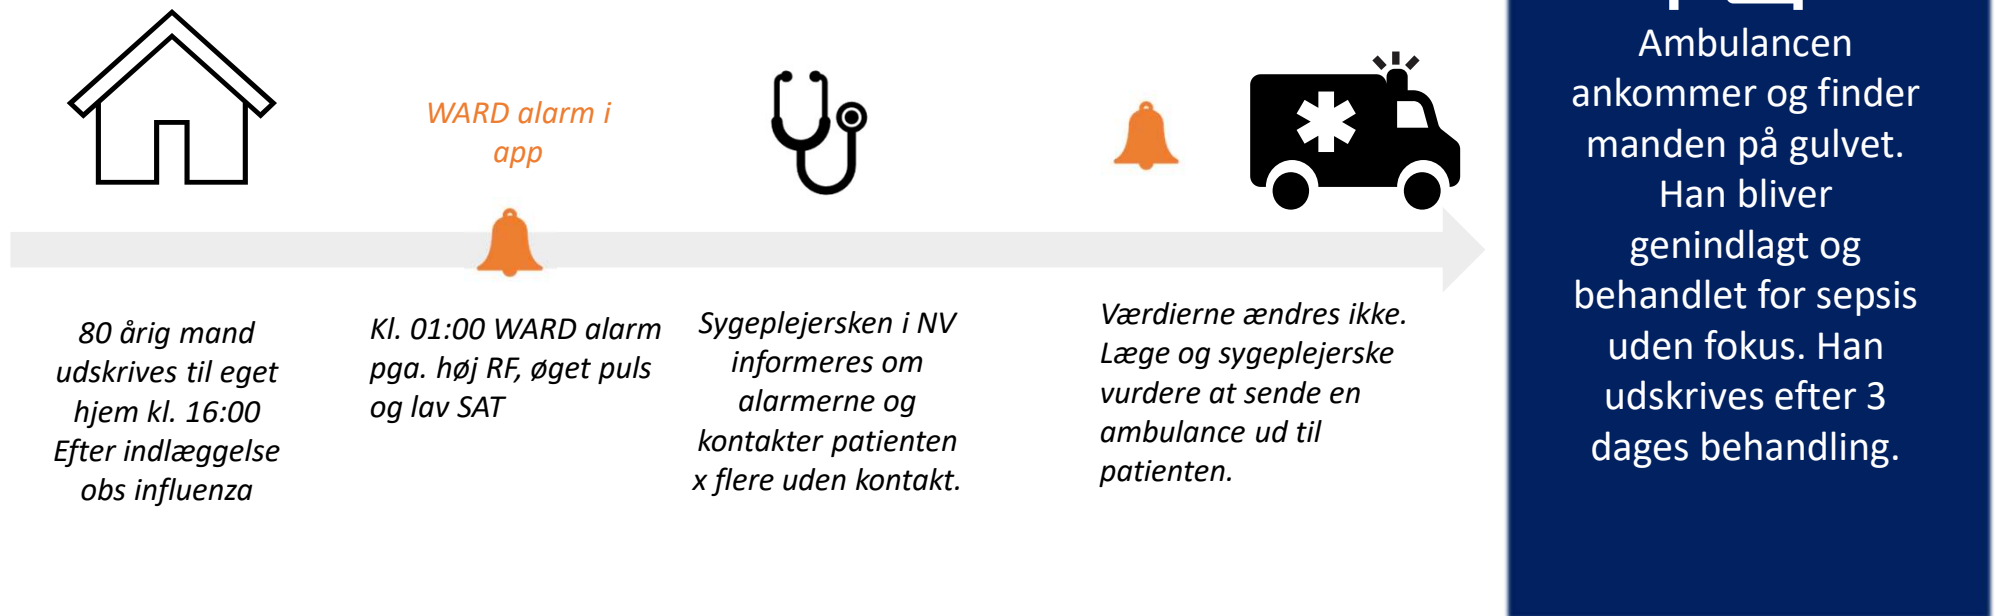 WARD alarm i
app
80 årig mand
udskrives til eget
hjem kl. 16:00
Efter indlæggelse
obs influenza
Kl. 01:00 WARD alarm
pga. høj RF, øget puls
og lav SAT
Sygeplejersken i NV
informeres om
alarmerne og
kontakter patienten
x flere uden kontakt.
Værdierne ændres ikke.
Læge og sygeplejerske
vurdere at sende en
ambulance ud til
patienten.
Ambulancen
ankommer og finder
manden på gulvet.
Han bliver
genindlagt og
behandlet for sepsis
uden fokus. Han
udskrives efter 3
dages behandling.